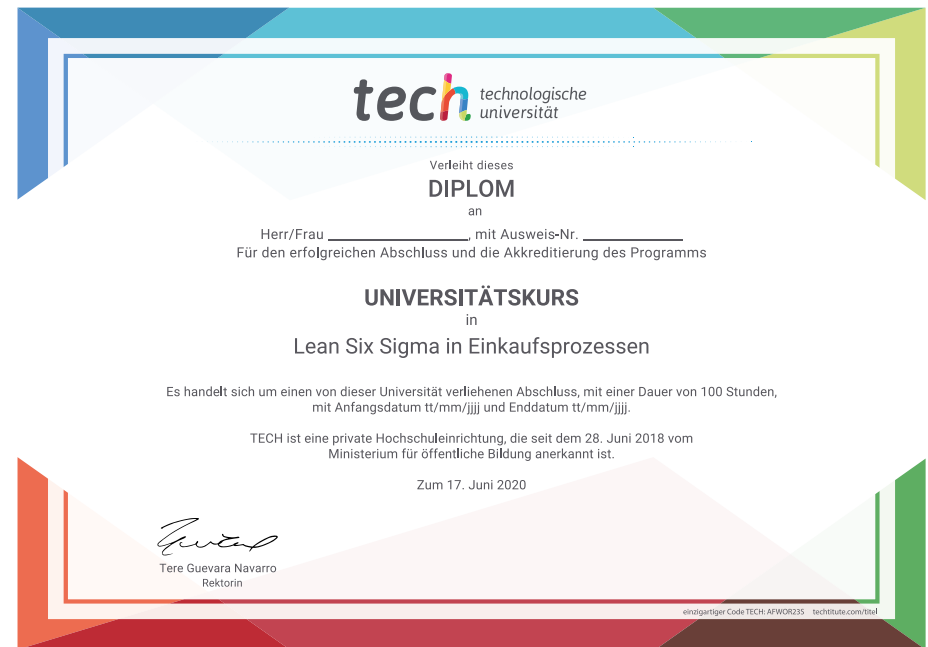 tech technologische
universität
Verleiht dieses
DIPLOM
an
Herr/Frau ____________________, mit Ausweis-Nr. ______________
Für den erfolgreichen Abschluss und die Akkreditierung des Programms
UNIVERSITÄTSKURS
in
Lean Six Sigma in Einkaufsprozessen
Es handelt sich um einen von dieser Universität verliehenen Abschluss, mit einer Dauer von 100 Stunden,
mit Anfangsdatum tt/mm/jjjj und Enddatum tt/mm/jjjj.
TECH ist eine private Hochschuleinrichtung, die seit dem 28. Juni 2018 vom
Ministerium für öffentliche Bildung anerkannt ist.
Zum 17. Juni 2020
Tere Guevara Navarro
Rektorin
einzigartiger Code TECH: AFWOR23S techtitute.com/titel